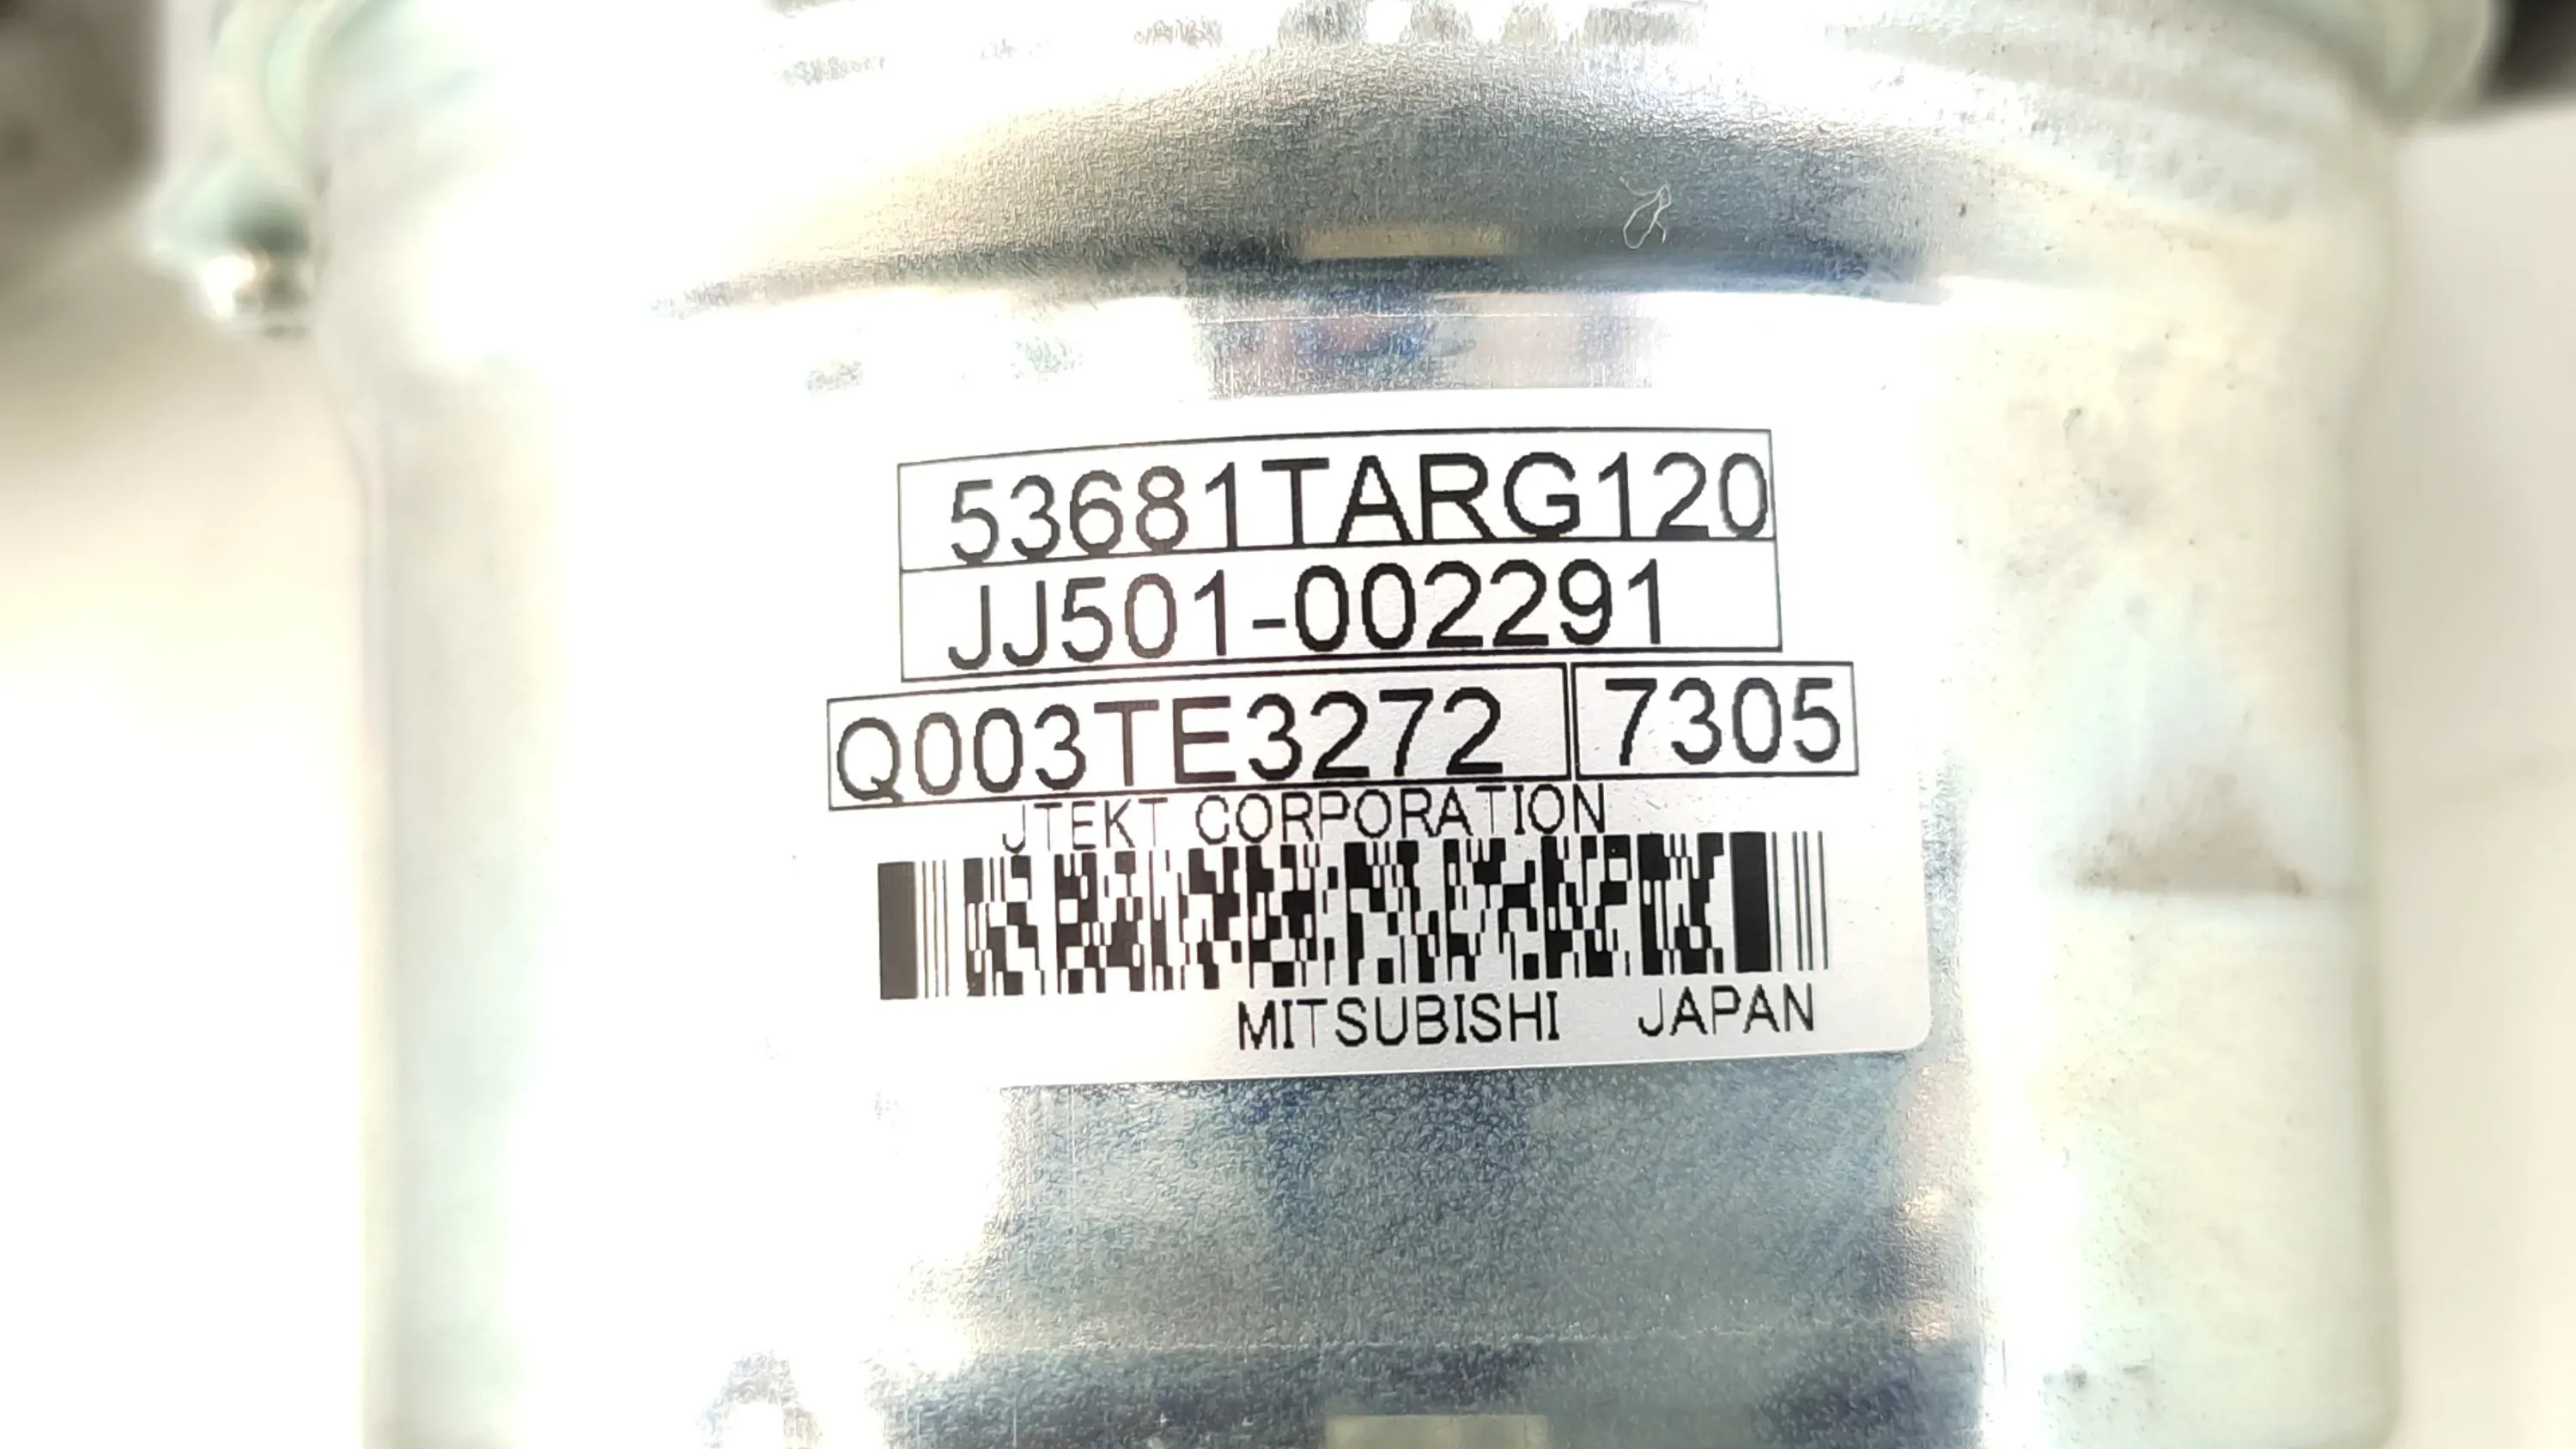 53681TARG120
JJ501-002291
Q003TE3272 7305
JTEKT CORPORATION
MITSUBISHI JAPAN